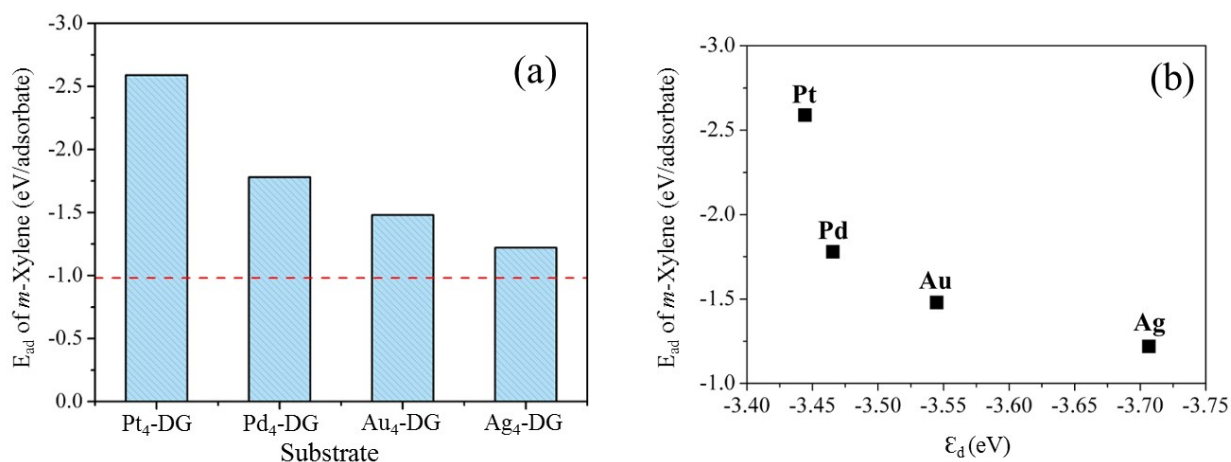 (a)
E_ad of m-Xylene (eV/adsorbate)
-3.0
-2.5
-2.0
-1.5
-1.0
-0.5
0.0
Pt₄-DG Pd₄-DG Au₄-DG Ag₄-DG
Substrate
(b)
E_ad of m-Xylene (eV/adsorbate)
-3.0
-2.5
-2.0
-1.5
-1.0
Pt
Pd
Au
Ag
-3.40 -3.45 -3.50 -3.55 -3.60 -3.65 -3.70 -3.75
Ɛ_d (eV)